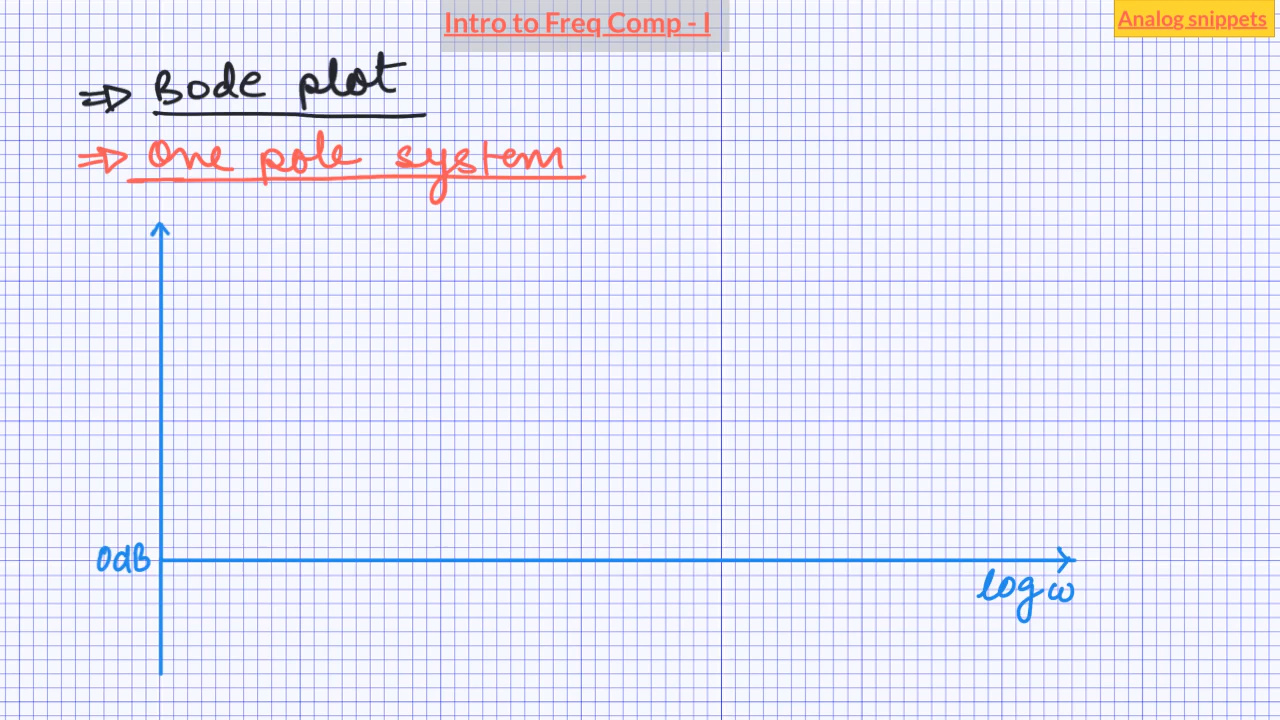 Intro to Freq Comp - I
Analog snippets
⇒ Bode plot
⇒ One pole system
0dB
log ω